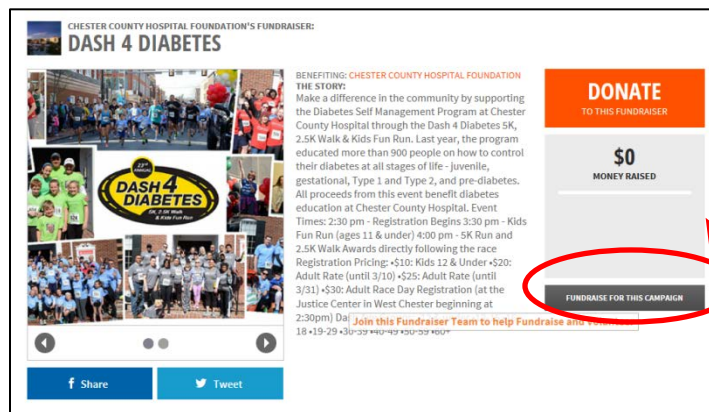 CHESTER COUNTY HOSPITAL FOUNDATION'S FUNDRAISER:
DASH 4 DIABETES
23rd
ANNUAL
DASH 4
DIABETES
5K, 2.5K Walk
& Kids Fun Run
Share
Tweet
BENEFITING: CHESTER COUNTY HOSPITAL FOUNDATION
THE STORY:
Make a difference in the community by supporting
the Diabetes Self Management Program at Chester
County Hospital through the Dash 4 Diabetes 5K,
2.5K Walk & Kids Fun Run. Last year, the program
educated more than 900 people on how to control
their diabetes at all stages of life - juvenile,
gestational, Type 1 and Type 2, and pre-diabetes.
All proceeds from this event benefit diabetes
education at Chester County Hospital. Event
Times: 2:30 pm - Registration Begins 3:30 pm - Kids
Fun Run (ages 11 & under) 4:00 pm - 5K Run and
2.5K Walk Awards directly following the race
Registration Pricing: •$10: Kids 12 & Under •$20:
Adult Rate (until 3/10) •$25: Adult Rate (until
3/31) •$30: Adult Race Day Registration (at the
Justice Center in West Chester beginning at
2:30pm)
Join this Fundraiser Team to help Fundraise and
18 •19-29 •30-39 •40-49 •50-59 •60+
DONATE
TO THIS FUNDRAISER
$0
MONEY RAISED
FUNDRAISE FOR THIS CAMPAIGN